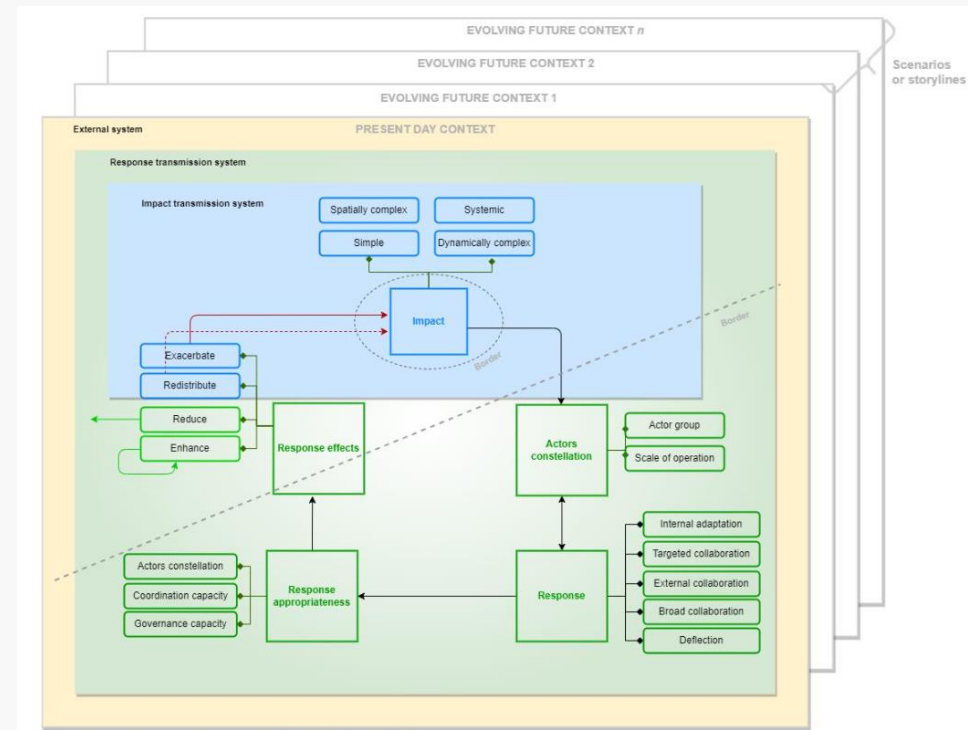 EVOLVING FUTURE CONTEXT n
EVOLVING FUTURE CONTEXT 2
Scenarios
or storylines
EVOLVING FUTURE CONTEXT 1
External system
PRESENT DAY CONTEXT
Response transmission system
Impact transmission system
Spatially complex
Systemic
Simple
Dynamically complex
Impact
Border
Border
Exacerbate
Redistribute
Reduce
Enhance
Response effects
Actors
constellation
Actor group
Scale of operation
Actors constellation
Coordination capacity
Governance capacity
Response
appropriateness
Response
Internal adaptation
Targeted collaboration
External collaboration
Broad collaboration
Deflection